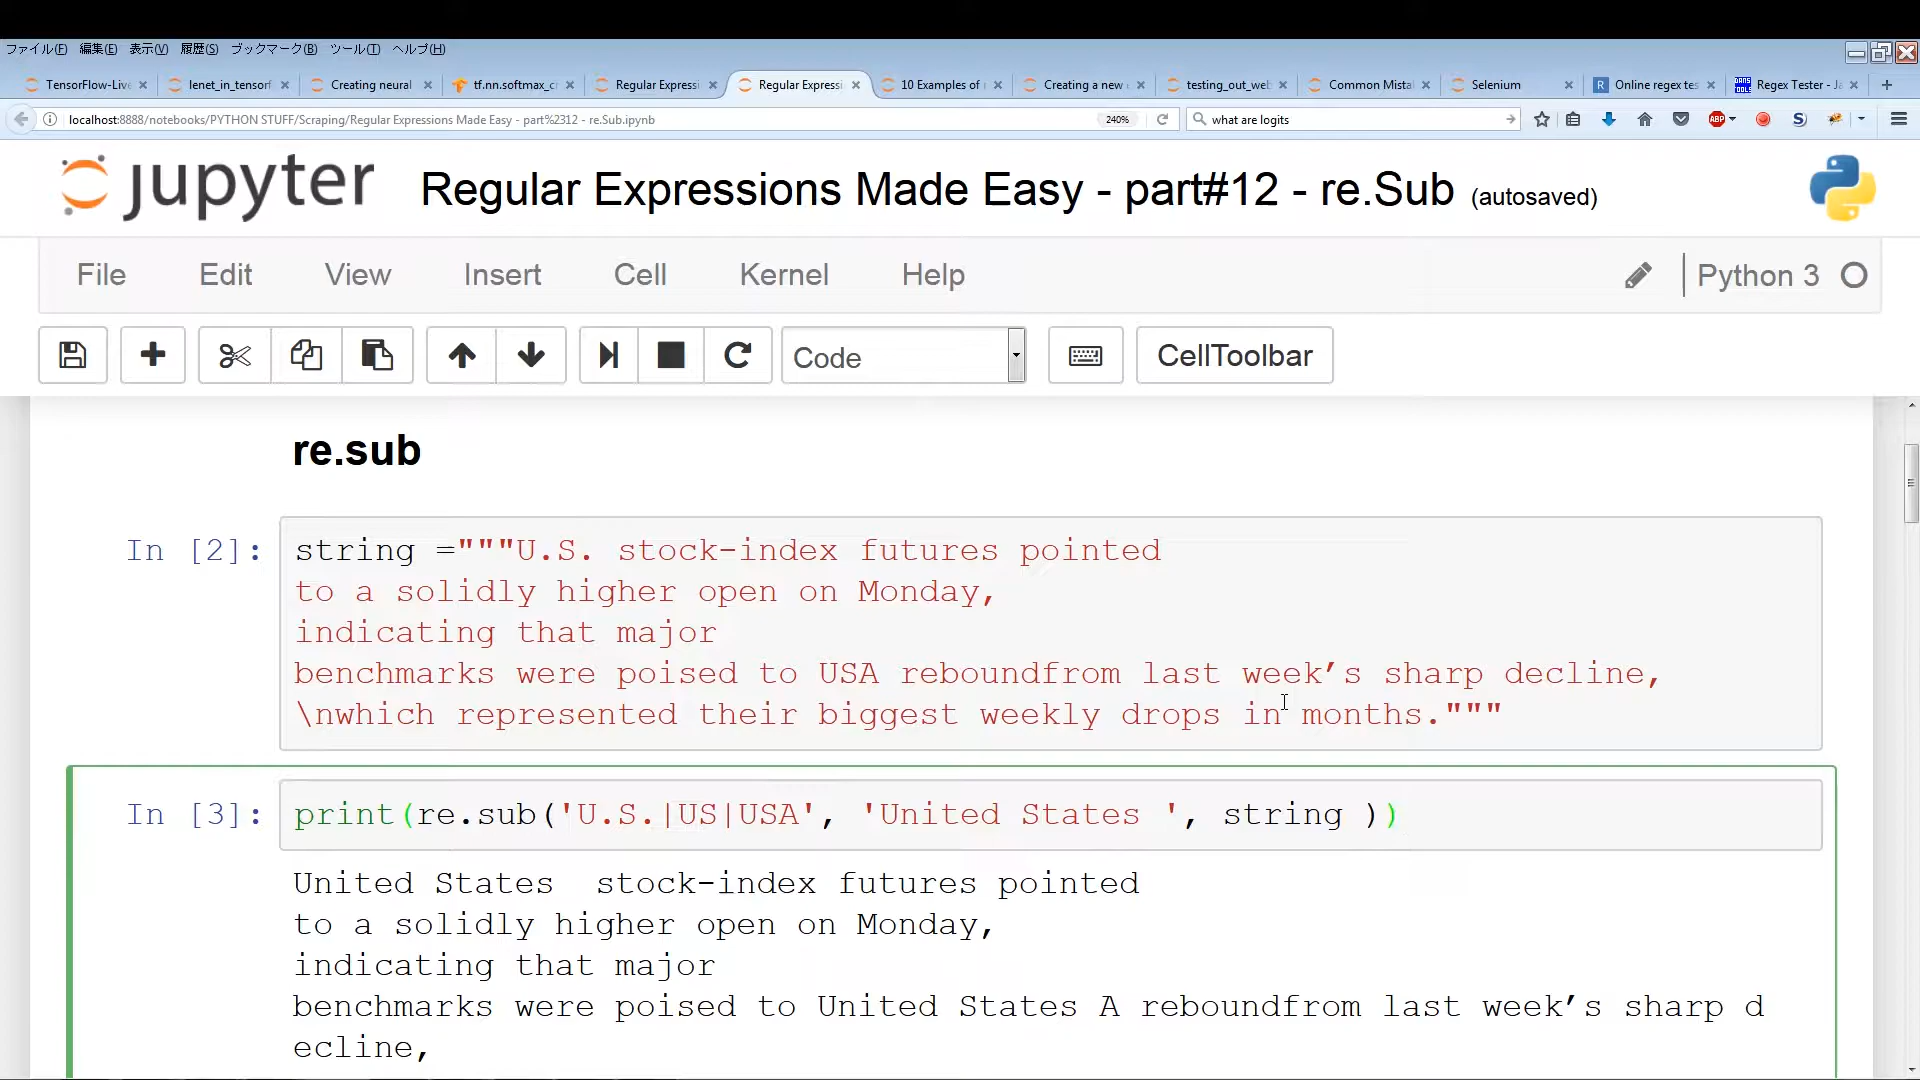 ファイル(F) 編集(E) 表示(V) 履歴(S) ブックマーク(B) ツール(T) ヘルプ(H)
TensorFlow-Live lenet_in_tensorf Creating neural tf.nn.softmax_c Regular Expressi Regular Expressi 10 Examples of Creating a new testing_out_web Common Mista Selenium Online regex tes Regex Tester - Ja
localhost:8888/notebooks/PYTHON STUFF/Scraping/Regular Expressions Made Easy - part%2312 - re.Sub.ipynb 240% what are logits ABP
jupyter Regular Expressions Made Easy - part#12 - re.Sub (autosaved)
File Edit View Insert Cell Kernel Help Python 3
Code CellToolbar
re.sub
In [2]: string ="""U.S. stock-index futures pointed
to a solidly higher open on Monday,
indicating that major
benchmarks were poised to USA reboundfrom last week’s sharp decline,
\nwhich represented their biggest weekly drops in months."""
In [3]: print(re.sub('U.S.|US|USA', 'United States ', string ))
United States  stock-index futures pointed
to a solidly higher open on Monday,
indicating that major
benchmarks were poised to United States A reboundfrom last week’s sharp d
ecline,